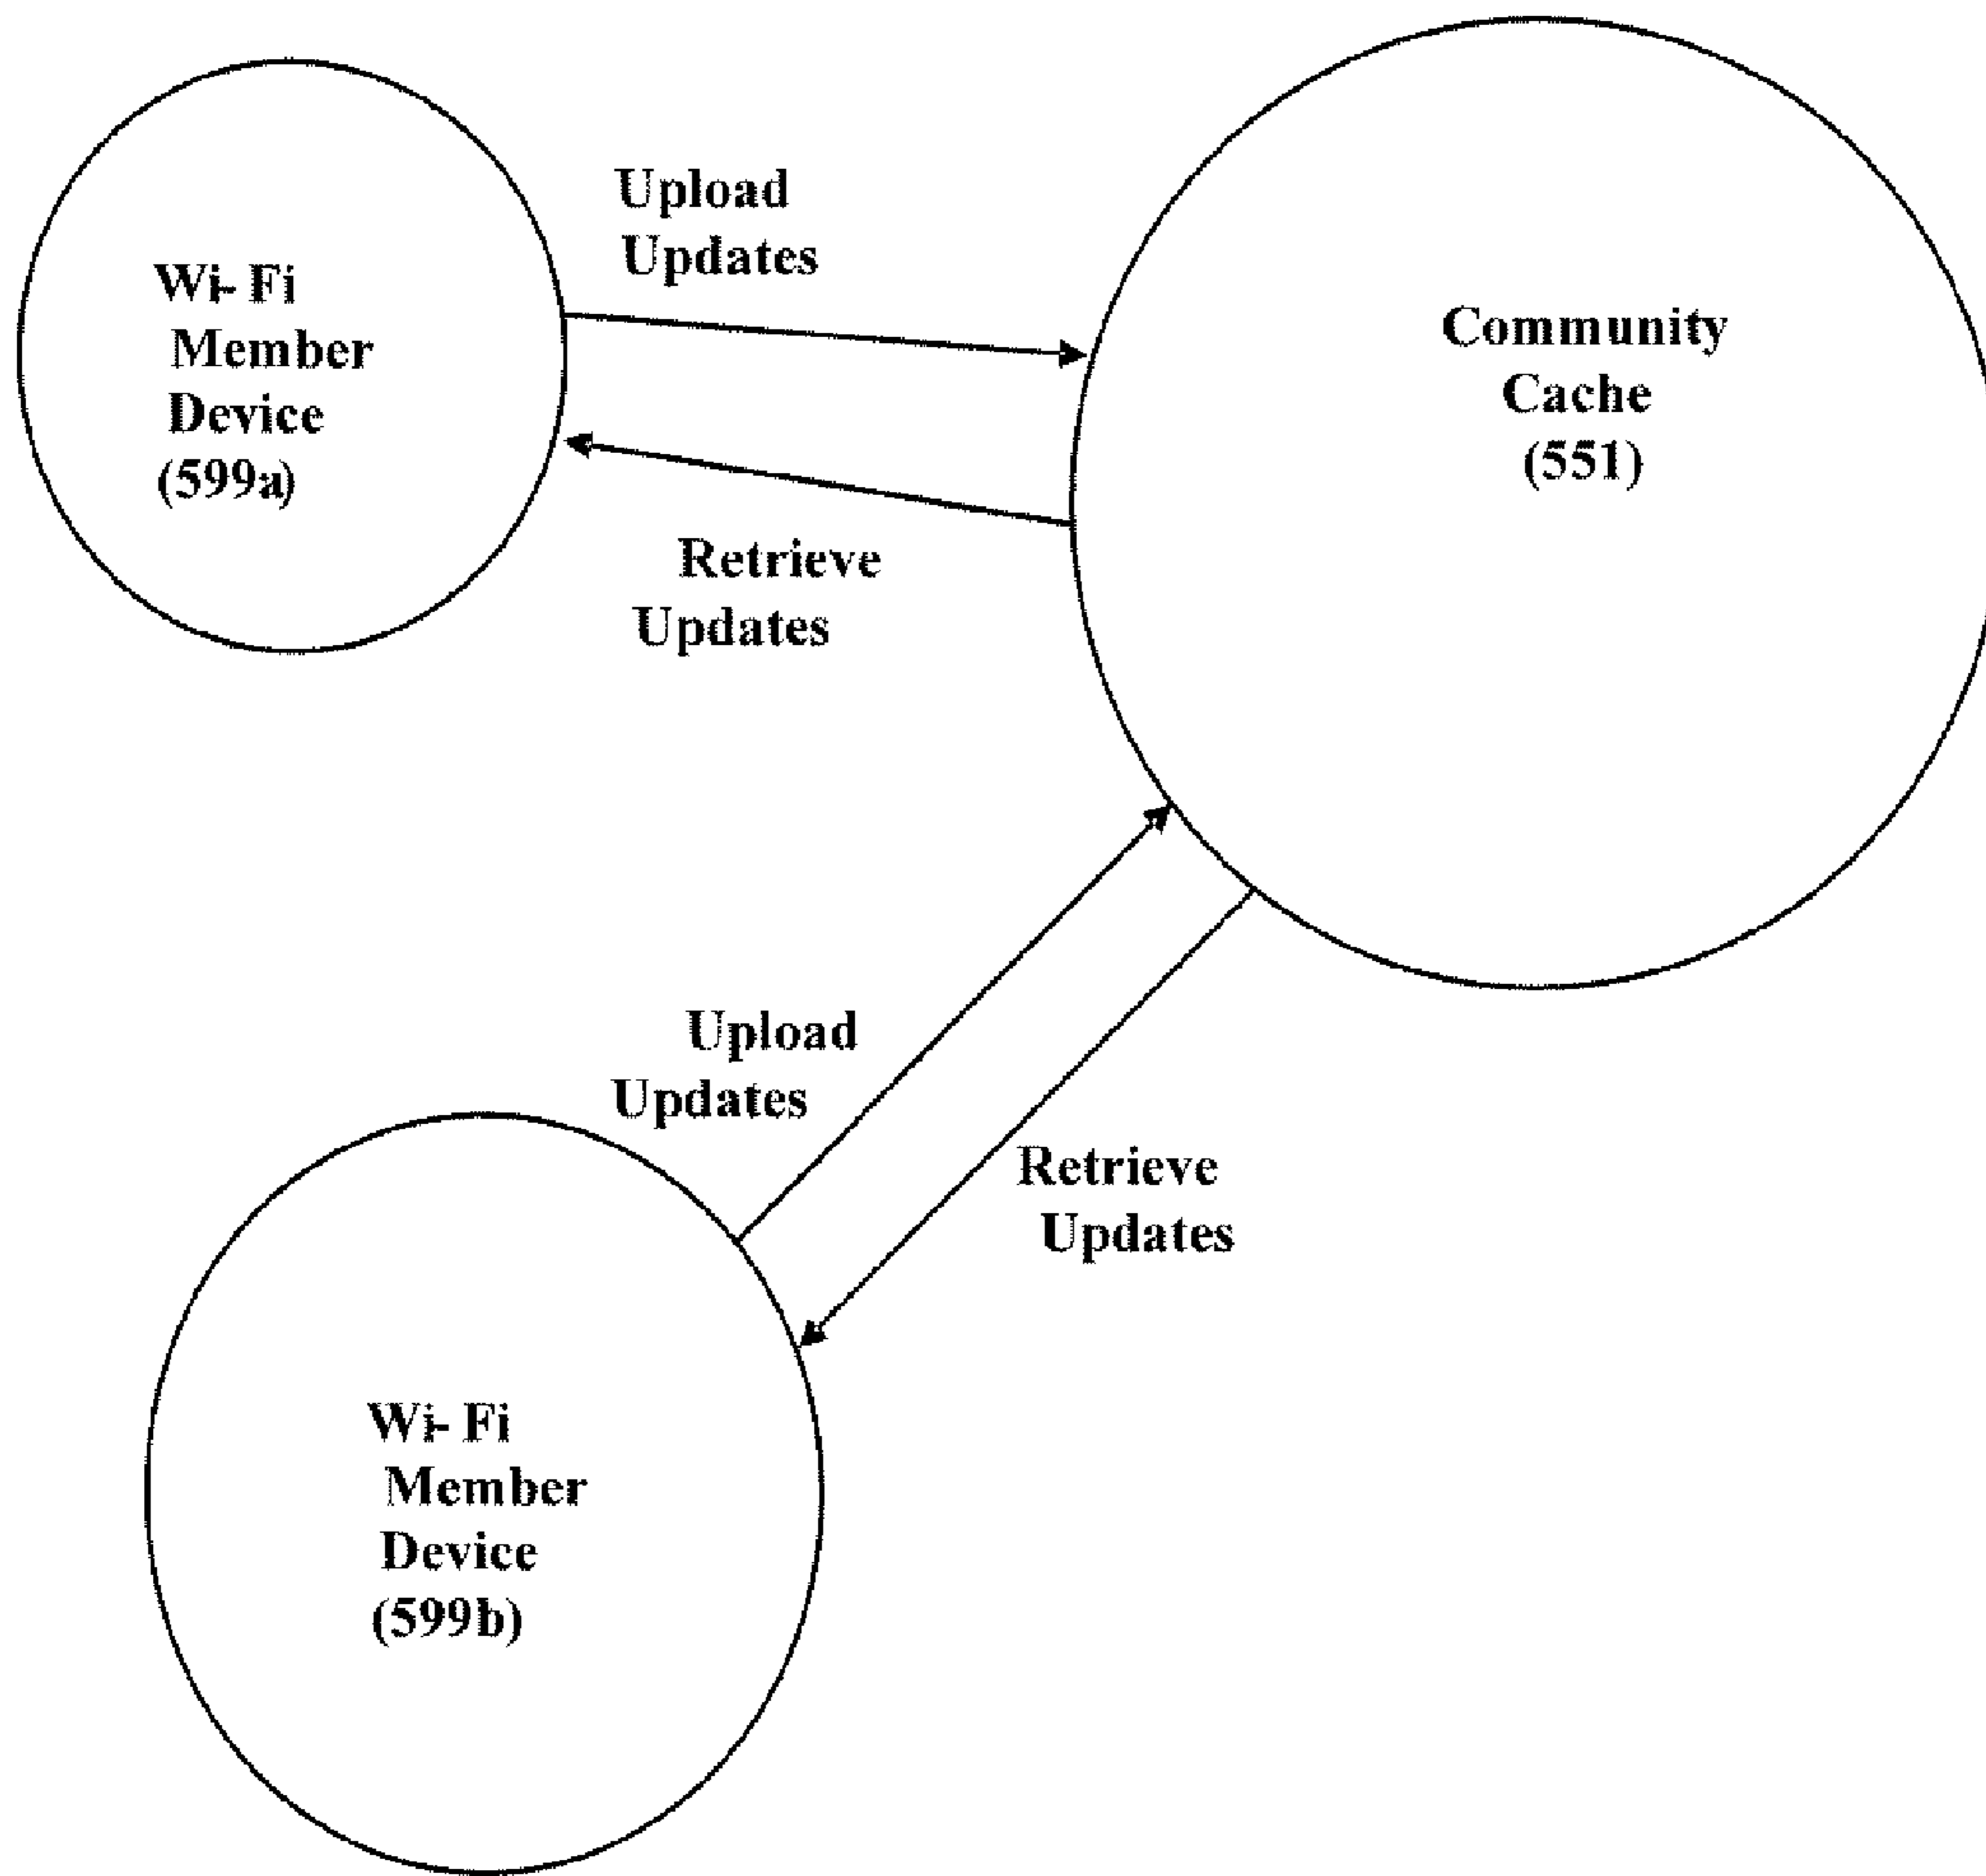 Upload
Updates
Wi- Fi
Member
Device
(599a)
Community
Cache
(551)
Retrieve
Updates
Upload
Updates
Retrieve
Updates
Wi- Fi
Member
Device
(599b)